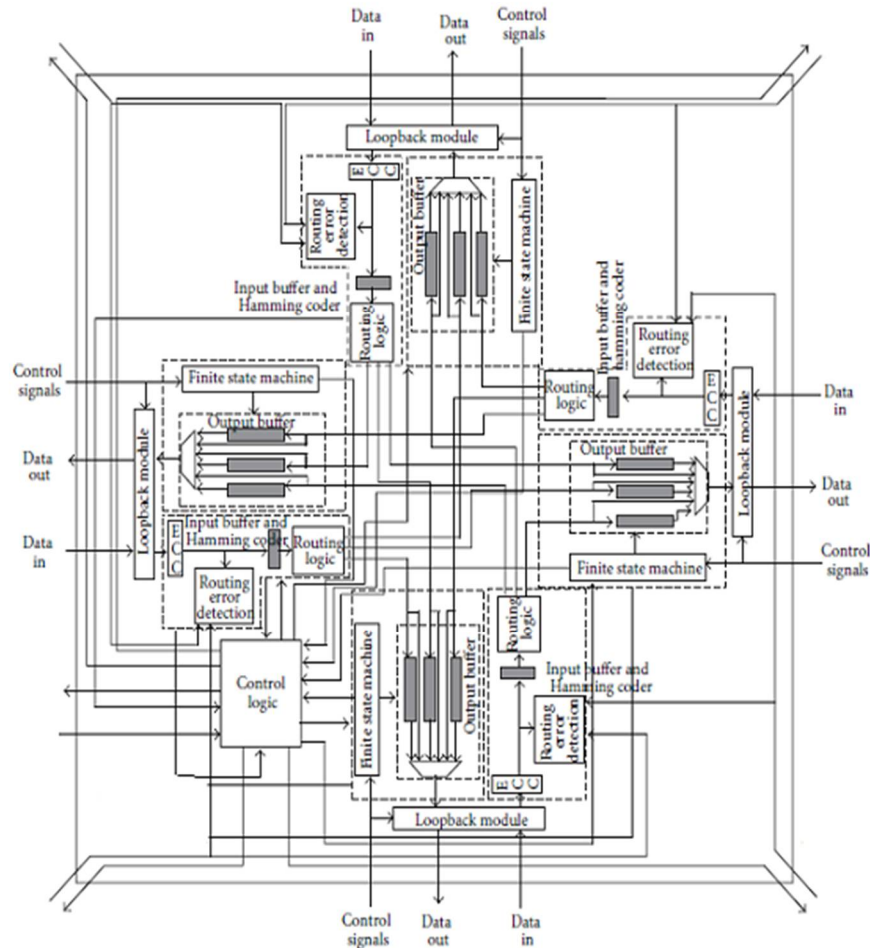 Data
in
Data
out
Control
signals
Loopback module
E
C
C
Output buffer
Finite state machine
Routing
error
detection
Input buffer and
Hamming coder
Routing
logic
Input buffer and
hamming coder
Routing
error
detection
Control
signals
Finite state machine
Routing
logic
E
C
C
Loopback module
Data
in
Output buffer
Loopback module
Data
out
Output buffer
Data
out
Data
in
E
C
C
Input buffer and
Hamming coder
Routing
logic
Finite state machine
Control
signals
Routing error
detection
Routing
logic
Control
logic
Finite state machine
Output buffer
Input buffer and
Hamming coder
Routing
error
detection
E
C
C
Loopback module
Control
signals
Data
out
Data
in